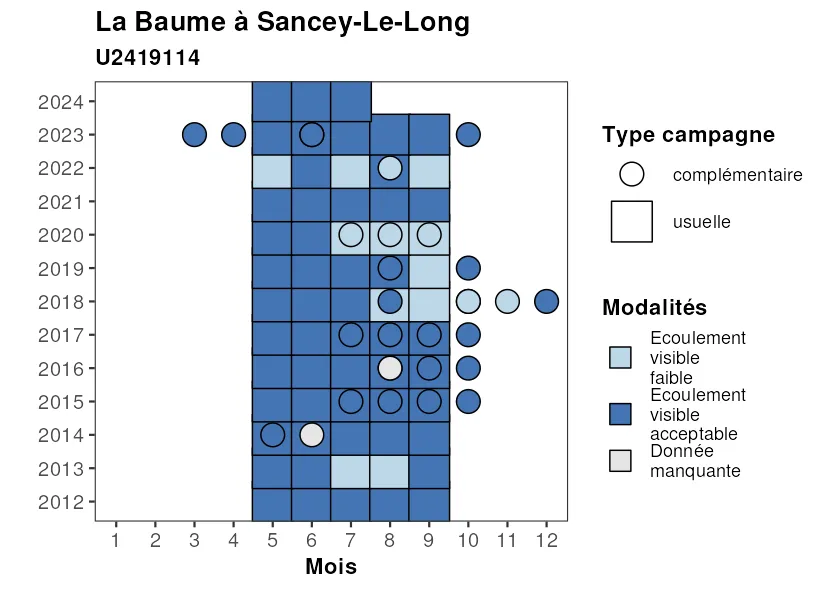 La Baume à Sancey-Le-Long
U2419114
2024
2023
2022
2021
2020
2019
2018
2017
2016
2015
2014
2013
2012
1 2 3 4 5 6 7 8 9 10 11 12
Mois
Type campagne
complémentaire
usuelle
Modalités
Ecoulement
visible
faible
Ecoulement
visible
acceptable
Donnée
manquante